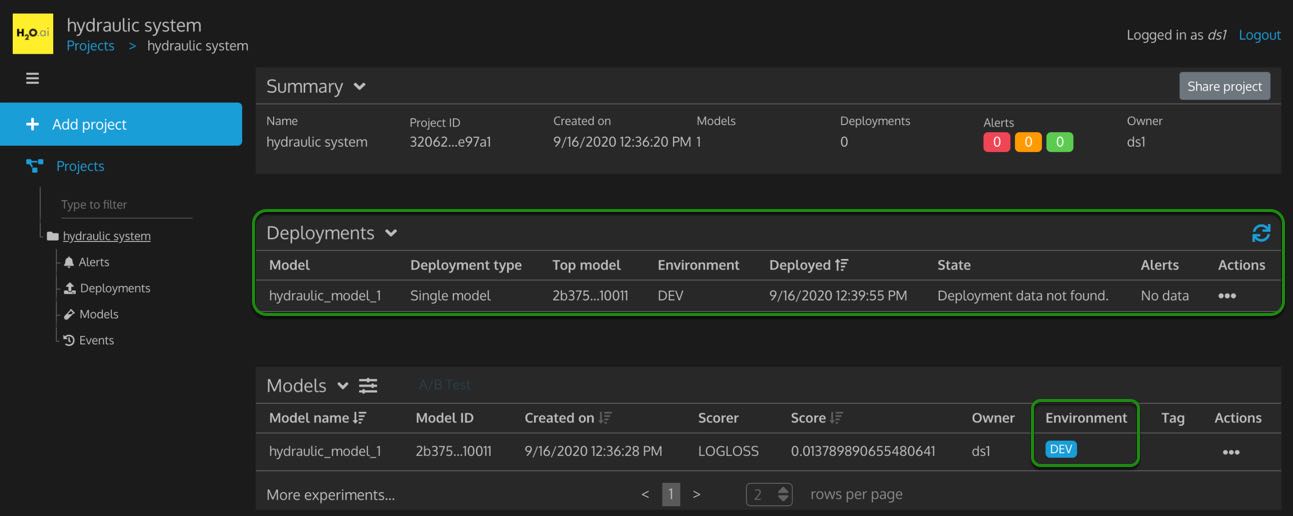 H2O.ai hydraulic system
Projects > hydraulic system
Logged in as ds1 Logout
Add project
Projects
Type to filter
hydraulic system
Alerts
Deployments
Models
Events
Summary Share project
Name Project ID Created on Models Deployments Alerts Owner
hydraulic system 32062...e97a1 9/16/2020 12:36:20 PM 1 0 0 0 0 ds1
Deployments
Model Deployment type Top model Environment Deployed State Alerts Actions
hydraulic_model_1 Single model 2b375...10011 DEV 9/16/2020 12:39:55 PM Deployment data not found. No data •••
Models A/B Test
Model name Model ID Created on Scorer Score Owner Environment Tag Actions
hydraulic_model_1 2b375...10011 9/16/2020 12:36:28 PM LOGLOSS 0.013789890655480641 ds1 DEV •••
More experiments... < 1 > 2 rows per page